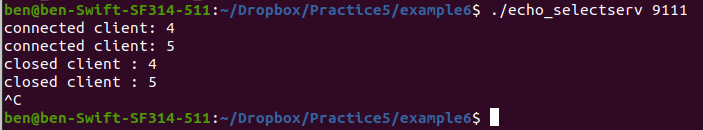 ben@ben-Swift-SF314-511:~/Dropbox/Practice5/example6$ ./echo_selectserv 9111
connected client: 4
connected client: 5
closed client : 4
closed client : 5
^C
ben@ben-Swift-SF314-511:~/Dropbox/Practice5/example6$